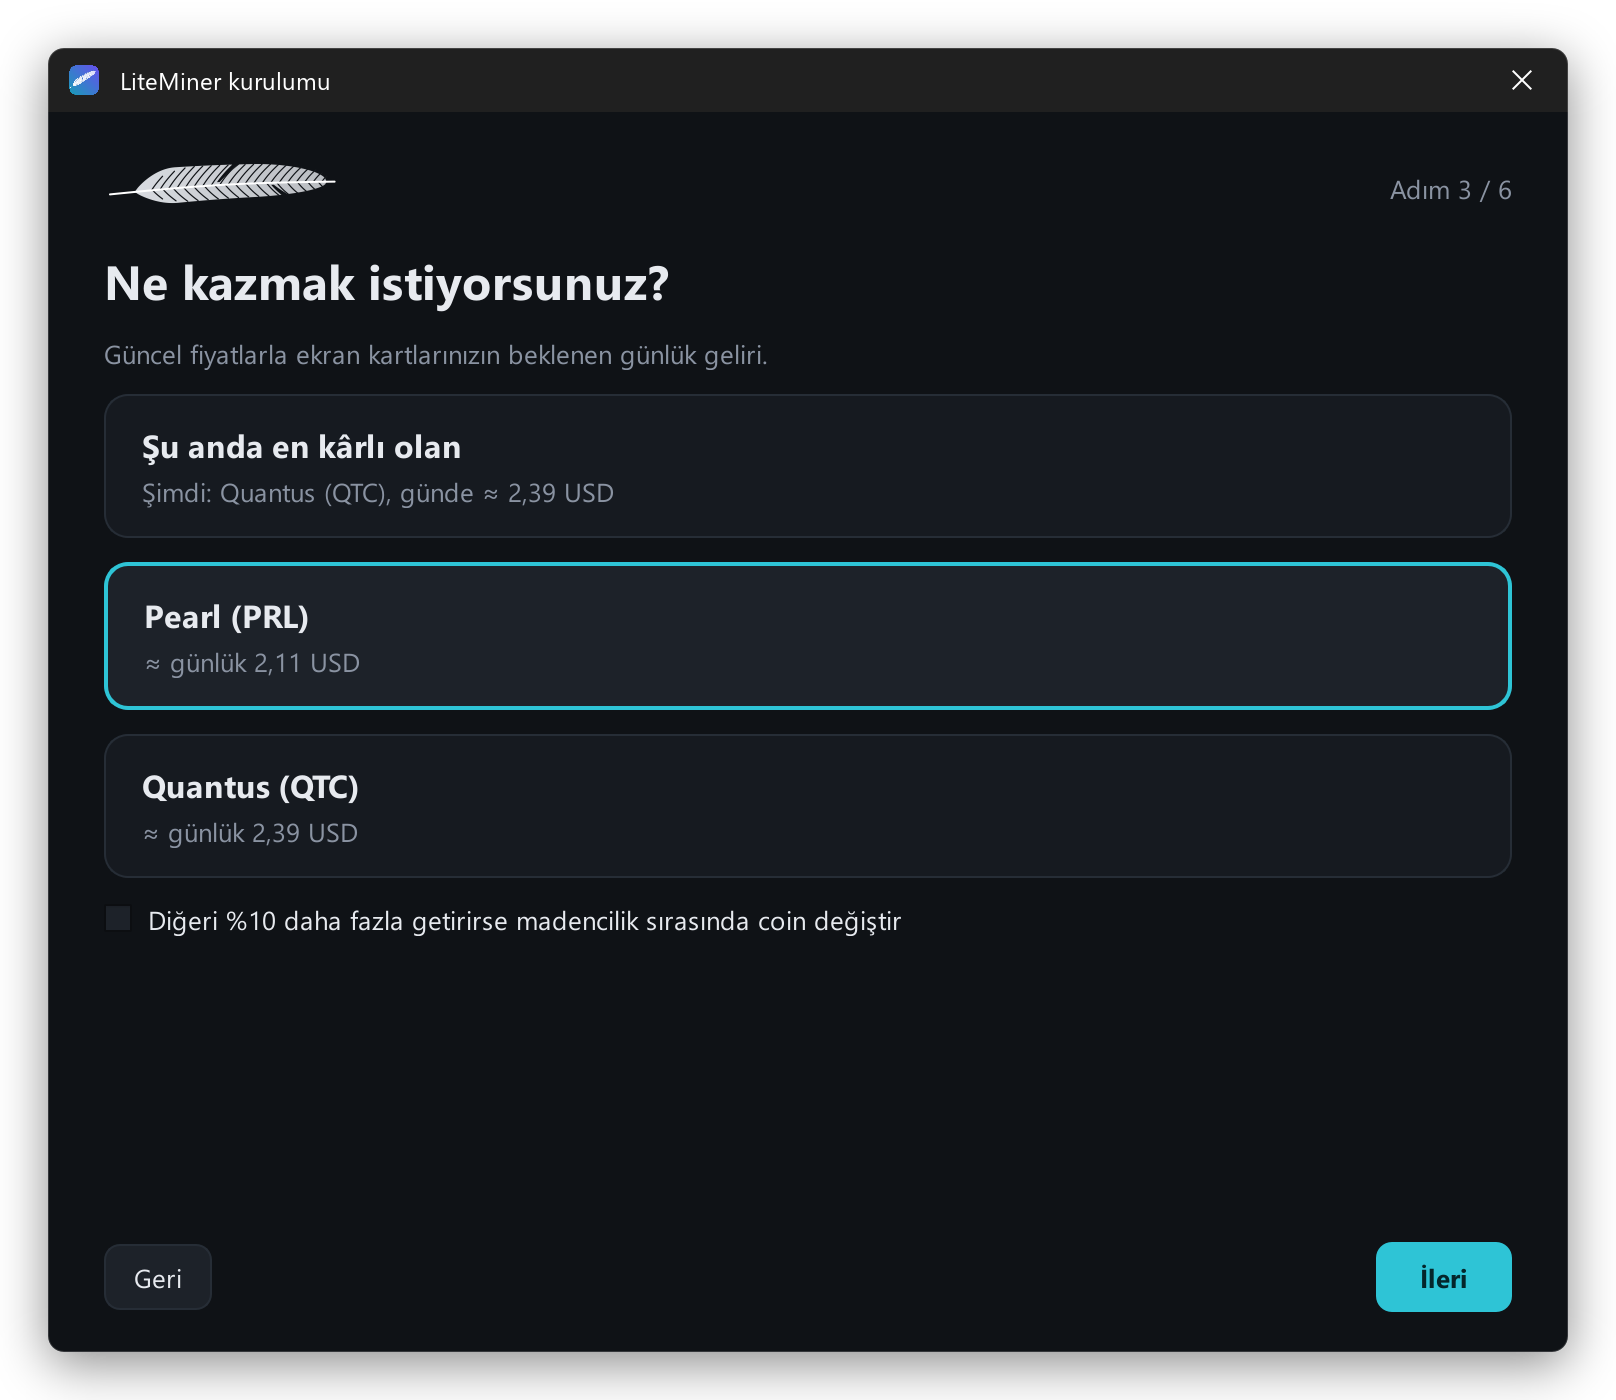 LiteMiner kurulumu
Adım 3 / 6
Ne kazmak istiyorsunuz?
Güncel fiyatlarla ekran kartlarınızın beklenen günlük geliri.
Şu anda en kârlı olan
Şimdi: Quantus (QTC), günde ≈ 2,39 USD
Pearl (PRL)
≈ günlük 2,11 USD
Quantus (QTC)
≈ günlük 2,39 USD
Diğeri %10 daha fazla getirirse madencilik sırasında coin değiştir
Geri
İleri